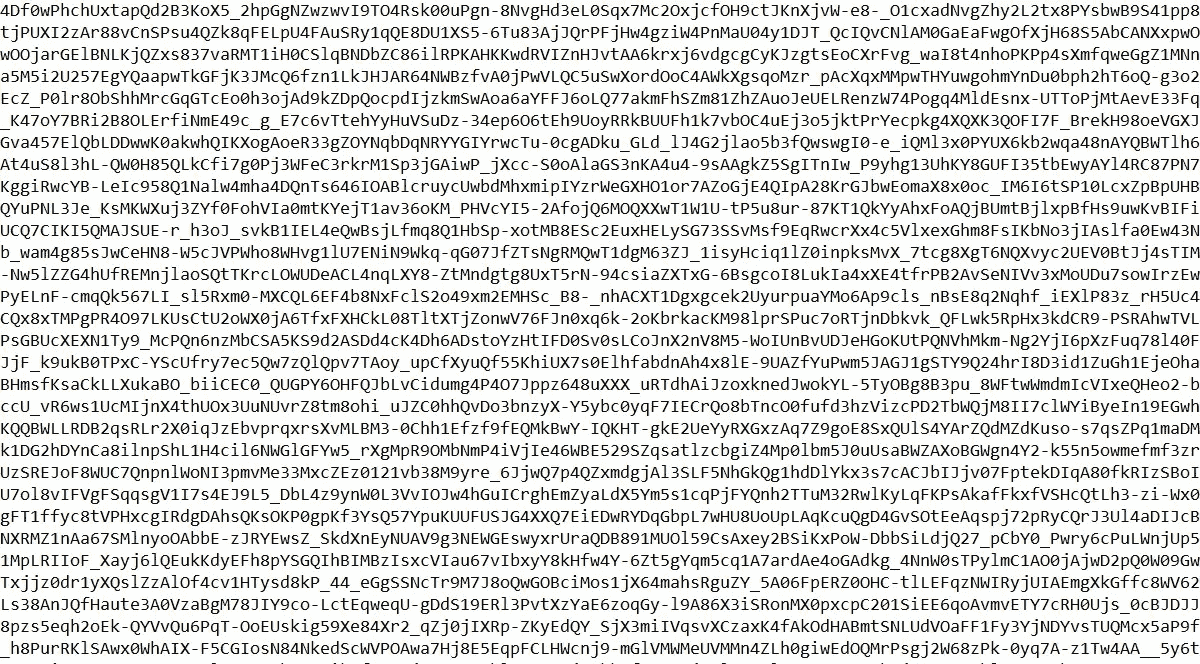 4Df0wPhchUxtapQd2B3KoX5_2hpGgNZwzwvI9TO4Rsk00uPgn-8NvgHd3eL0Sqx7Mc2OxjcfOH9ctJKnXjvW-e8-_O1cxadNvgZhy2L2tx8PYsbwB9S41pp8
tjPUXI2zAr88vCnSPsu4QZk8qFELpU4FAuSRy1qQE8DU1XS5-6Tu83AjJQrPFjHw4gziW4PnMaU04y1DJT_QcIQvCNlAM0GaEaFwgOfXjH68S5AbCANXxpwO
wOOjarGElBNLKjQZxs837vaRMT1iH0CSlqBNDbZC86ilRPKAHKKwdRVIZnHJvtAA6krxj6vdgcgCyKJzgtsEoCXrFvg_waI8t4nhoPKPp4sXmfqweGgZ1MNn
a5M5i2U257EgYQaapwTkGFjK3JMcQ6fzn1LkJHJAR64NWBzfvA0jPwVLQC5uSwXordOoC4AWkXgsqoMzr_pAcXqxMMpwTHYuwgohmYnDu0bph2hT6oQ-g3o2
EcZ_P0lr8ObShhMrcGqGTcEo0h3ojAd9kZDpQocpdIjzkmSwAoa6aYFFJ6oLQ77akmFhSZm81ZhZAuoJeUELRenzW74Pogq4MldEsnx-UTToPjMtAevE33Fq
_K47oY7BRi2B8OLErfiNmE49c_g_E7c6vTtehYyHuVSuDz-34ep6O6tEh9UoyRRkBUUFh1k7vbOC4uEj3o5jktPrYecpkg4XQXK3QOFI7F_BrekH98oeVGXJ
Gva457ElQbLDDwwK0akwhQIKXogAoeR33gZOYNqbDqNRYYGIYrwcTu-0cgADku_GLd_lJ4G2jlao5b3fQwswgI0-e_iQMl3x0PYUX6kb2wqa48nAYQBWTlh6
At4uS8l3hL-QW0H85QLkCfi7g0Pj3WFeC3rkrM1Sp3jGAiwP_jXcc-S0oAlaGS3nKA4u4-9sAAgkZ5SgITnIw_P9yhg13UhKY8GUFI35tbEwyAYl4RC87PN7
KggiRwcYB-LeIc958Q1Nalw4mha4DQnTs646IOABlcruycUwbdMhxmipIYzrWeGXHO1or7AZoGjE4QIpA28KrGJbwEomaX8x0oc_IM6I6tSP10LcxZpBpUHB
QYuPNL3Je_KsMKWXuj3ZYf0FohVIa0mtKYejT1av36oKM_PHVcYI5-2AfojQ6MOQXXwT1W1U-tP5u8ur-87KT1QkYyAhxFoAQjBUmtBjlxpBfHs9uwKvBIFi
UCQ7CIKI5QMAJSUE-r_h3oJ_svkB1IEL4eQwBsjLfmq8Q1HbSp-xotMB8ESc2EuxHELySG73SSvMsf9EqRwcrXx4c5VlxexGhm8FsIKbNo3jIAslfa0Ew43N
b_wam4g85sJwCeHN8-W5cJVPWho8WHvg1lU7ENiN9Wkq-qG07JfZTsNgRMQwT1dgM63ZJ_1isyHciq1lZ0inpksMvX_7tcg8XgT6NQXvyc2UEV0BtJj4sTIM
-Nw5lZZG4hUfREMnjlaoSQtTKrcLOWUDeACL4nqLXY8-ZtMndgtg8UxT5rN-94csiaZXTxG-6BsgcoI8LukIa4xXE4tfrPB2AvSeNIVv3xMoUDu7sowIrzEw
PyELnF-cmqQk567LI_sl5Rxm0-MXCQL6EF4b8NxFclS2o49xm2EMHSc_B8-_nhACXT1Dgxgcek2UyurpuaYMo6Ap9cls_nBsE8q2Nqhf_iEXlP83z_rH5Uc4
CQx8xTMPgPR4O97LKUsCtU2oWX0jA6TfxFXHCkL08TltXTjZonwV76FJn0xq6k-2oKbrkacKM98lprSPuc7oRTjnDbkvk_QFLwk5RpHx3kdCR9-PSRAhwTVL
PsGBUcXEXN1Ty9_McPQn6nzMbCSA5KS9d2ASDd4cK4Dh6ADstoYzHtIFD0Sv0sLCoJnX2nV8M5-WoIUnBvUDJeHGoKUtPQNVhMkm-Ng2YjI6pXzFuq78l40F
JjF_k9ukB0TPxC-YScUfry7ec5Qw7zQlQpv7TAoy_upCfXyuQf55KhiUX7s0ElhfabdnAh4x8lE-9UAZfYuPwm5JAGJ1gSTY9Q24hrI8D3id1ZuGh1EjeOha
BHmsfKsaCkLLXukaBO_biiCEC0_QUGPY6OHFQJbLvCidumg4P4O7Jppz648uXXX_uRTdhAiJzoxknedJwokYL-5TyOBg8B3pu_8WFtwWmdmIcVIxeQHeo2-b
ccU_vR6ws1UcMIjnX4thUOx3UuNUvrZ8tm8ohi_uJZC0hhQvDo3bnzyX-Y5ybc0yqF7IECrQo8bTncO0fufd3hzVizcPD2TbWQjM8II7clWYiByeIn19EGwh
KQQBWLLRDB2qsRLr2X0iqJzEbvprqxrsXvMLBM3-0Chh1Efzf9fEQMkBwY-IQKHT-gkE2UeYyRXGxzAq7Z9goE8SxQUlS4YArZQdMZdKuso-s7qsZPq1maDM
k1DG2hDYnCa8ilnpShL1H4cil6NWGlGFYw5_rXgMpR9OMbNmP4iVjIe46WBE529SZqsatlzcbgiZ4Mp0lbm5J0uUsaBWZAXoBGWgn4Y2-k55n5owmefmf3zr
UzSREJoF8WUC7QnpnlWoNI3pmvMe33MxcZEz0121vb38M9yre_6JjwQ7p4QZxmdgjAl3SLF5NhGkQg1hdDlYkx3s7cACJbIJjv07FptekDIqA80fkRIzSBoI
U7ol8vIFVgFSqqsgV1I7s4EJ9L5_DbL4z9ynW0L3VvIOJw4hGuICrghEmZyaLdX5Ym5s1cqPjFYQnh2TTuM32RwlKyLqFKPsAkafFkxfVSHcQtLh3-zi-Wx0
gFT1ffyc8tVPHxcgIRdgDAhsQKsOKP0gpKf3YsQ57YpuKUUFUSJG4XXQ7EiEDwRYDqGbpL7wHU8UoUpLAqKcuQgD4GvSOtEeAqspj72pRyCQrJ3Ul4aDIJcB
NXRMZ1nAa67SMlnyoOAbbE-zJRYEwsZ_SkdXnEyNUAV9g3NEWGEswyxrUraQDB891MUOl59CsAxey2BSiKxPoW-DbbSiLdjQ27_pCbY0_Pwry6cPuLWnjUp5
1MpLRIIoF_Xayj6lQEukKdyEFh8pYSGQIhBIMBzIsxcVIau67vIbxyY8kHfw4Y-6Zt5gYqm5cq1A7ardAe4oGAdkg_4NnW0sTPylmC1AO0jAjwD2pQ0W09Gw
Txjjz0dr1yXQslZzAlOf4cv1HTysd8kP_44_eGgSSNcTr9M7J8oQwGOBciMos1jX64mahsRguZY_5A06FpERZ0OHC-tlLEFqzNWIRyjUIAEmgXkGffc8WV62
Ls38AnJQfHaute3A0VzaBgM78JIY9co-LctEqweqU-gDdS19ERl3PvtXzYaE6zoqGy-l9A86X3iSRonMX0pxcpC201SiEE6qoAvmvETY7cRH0Ujs_0cBJDJJ
8pzs5eqh2oEk-QYVvQu6PqT-OoEUskig59Xe84Xr2_qZj0jIXRp-ZKyEdQY_SjX3miIVqsvXCzaxK4fAkOdHABmtSNLUdVOaFF1Fy3YjNDYvsTUQMcx5aP9f
_h8PurRKlSAwx0WhAIX-F5CGIosN84NkedScWVPOAwa7Hj8E5EqpFCLHWcnj9-mGlVMWMeUVMMn4ZLh0giwEdOQMrPsgj2W68zPk-0yq7A-z1Tw4AA__5y6t